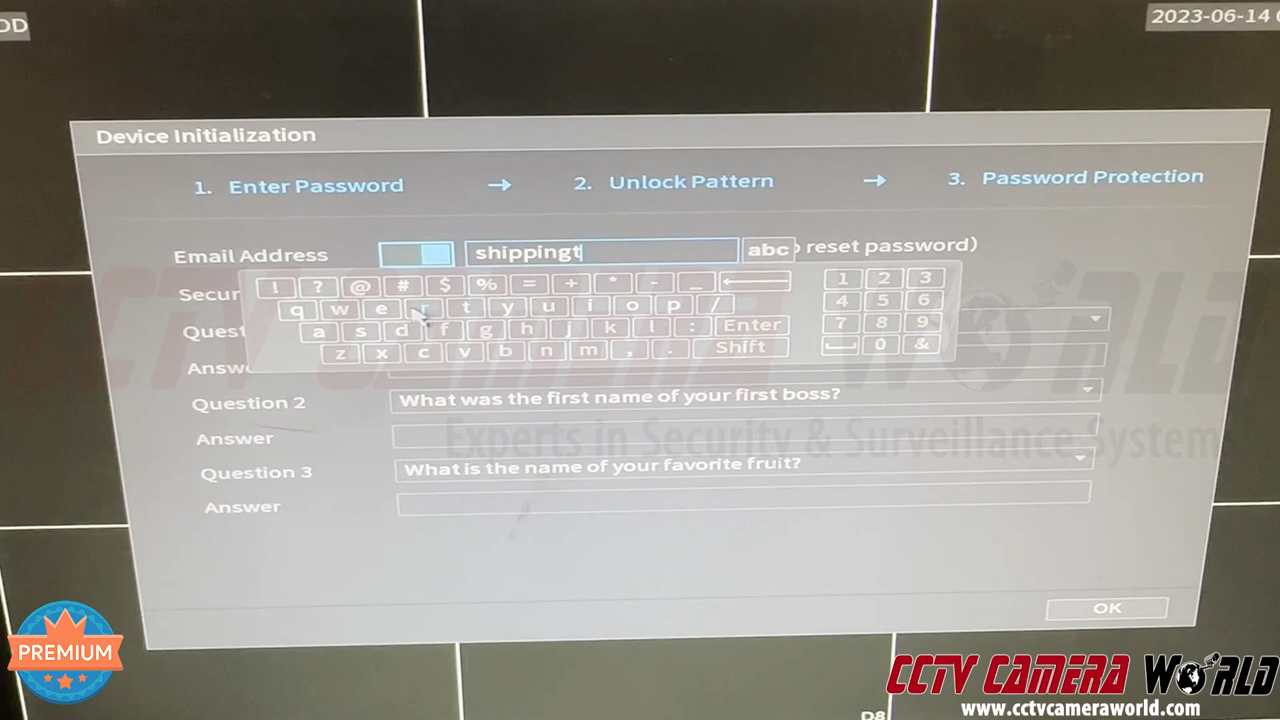 DD
2023-06-14
Device Initialization
1. Enter Password → 2. Unlock Pattern → 3. Password Protection
Email Address shippingt abc reset password)
! ? @ # $ % = + * - _ 1 2 3
Secur
q w e r t y u i o p / 4 5 6
Quest a s d f g h j k l : Enter 7 8 9
z x c v b n m , . Shift 0 &
Answ
Question 2 What was the first name of your first boss?
Answer
Experts in Security & Surveillance Systems
Question 3 What is the name of your favorite fruit?
Answer
OK
PREMIUM
CCTV CAMERA WORLD
www.cctvcameraworld.com
D8